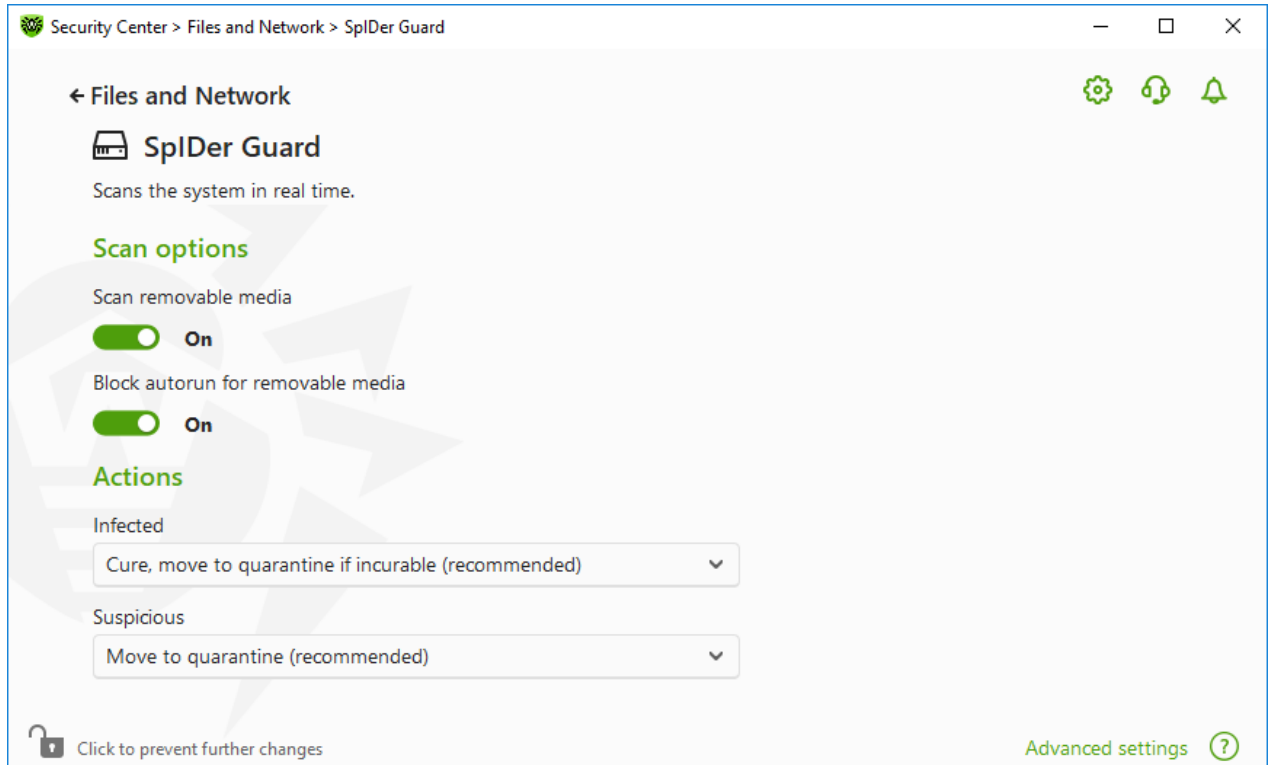 Security Center > Files and Network > SpIDer Guard
Files and Network
SpIDer Guard
Scans the system in real time.
Scan options
Scan removable media
On
Block autorun for removable media
On
Actions
Infected
Cure, move to quarantine if incurable (recommended)
Suspicious
Move to quarantine (recommended)
Click to prevent further changes
Advanced settings ?